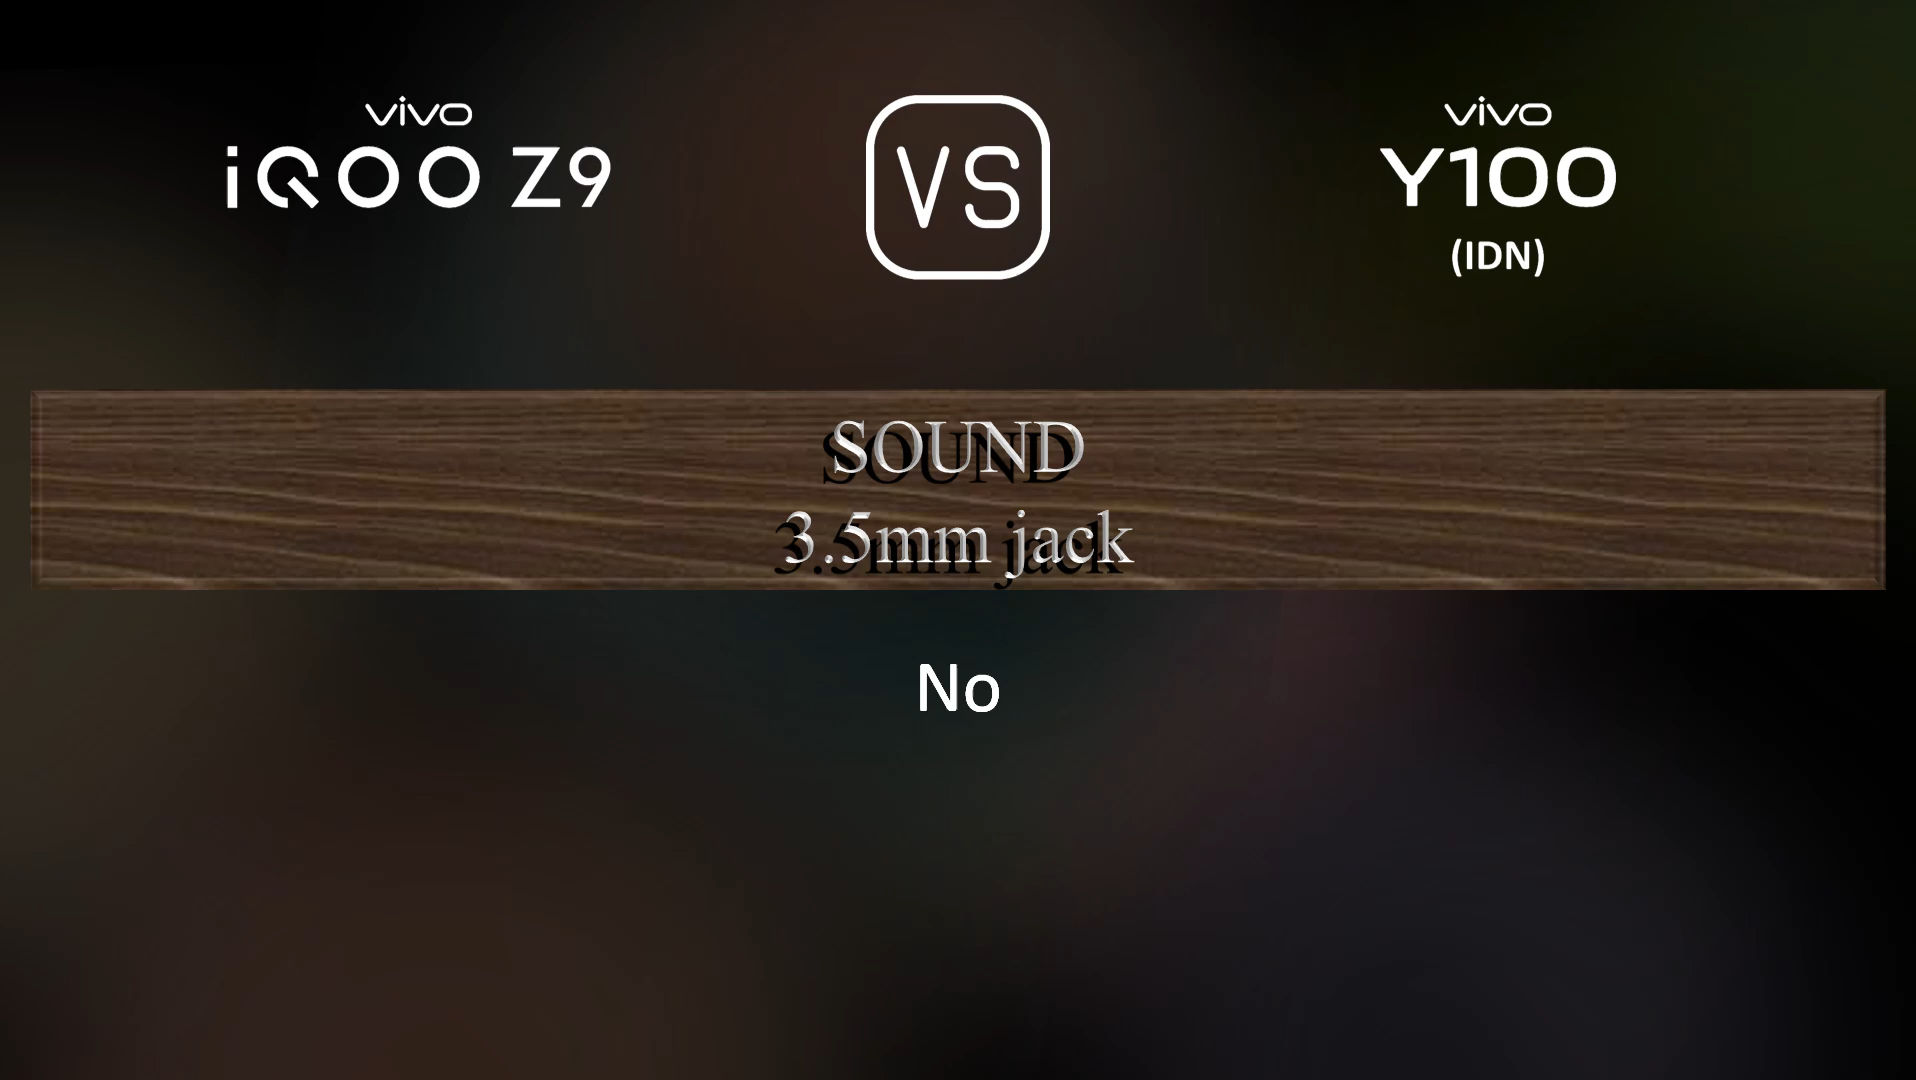 vivo
iQOO Z9
VS
vivo
Y100
(IDN)
SOUND
3.5mm jack
No